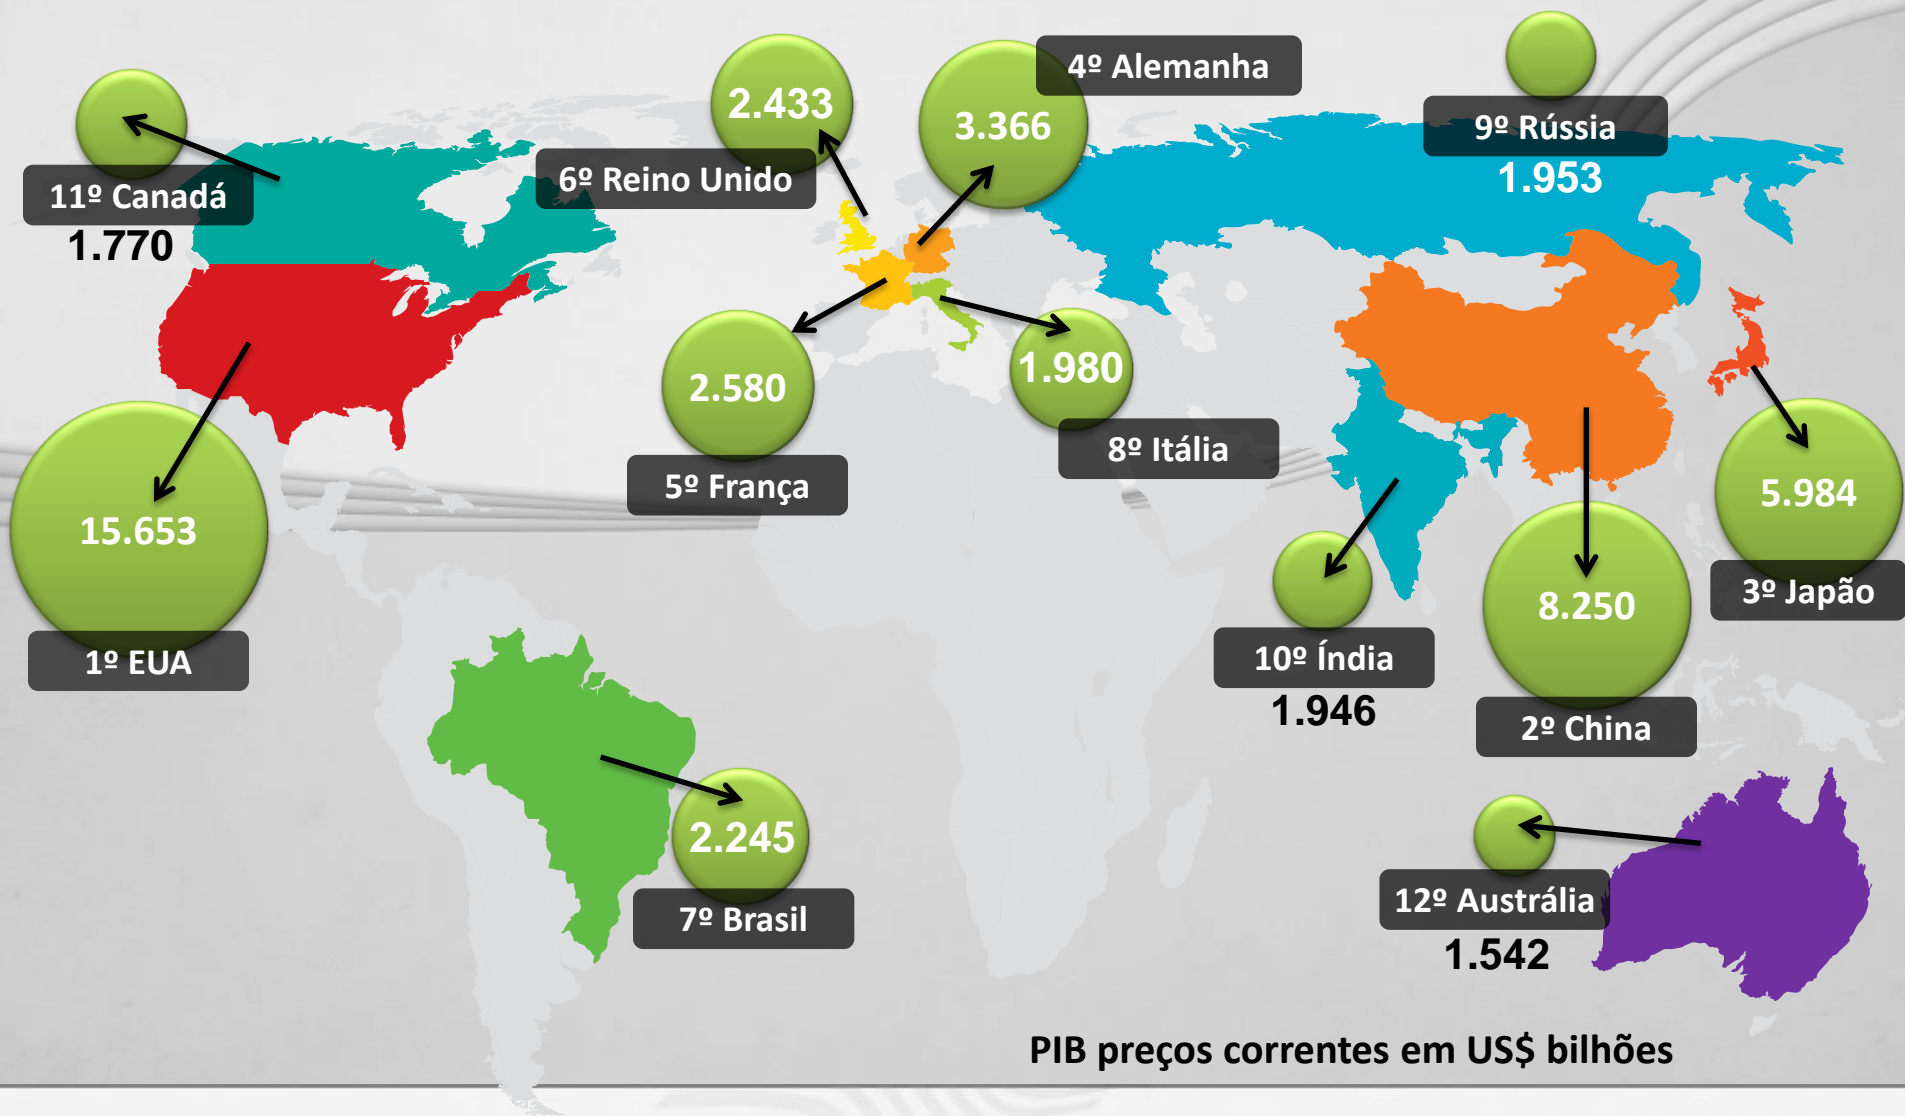 11º Canadá
1.770
2.433
6º Reino Unido
4º Alemanha
3.366
9º Rússia
1.953
2.580
5º França
1.980
8º Itália
15.653
1º EUA
5.984
3º Japão
8.250
2º China
10º Índia
1.946
2.245
7º Brasil
12º Austrália
1.542
PIB preços correntes em US$ bilhões